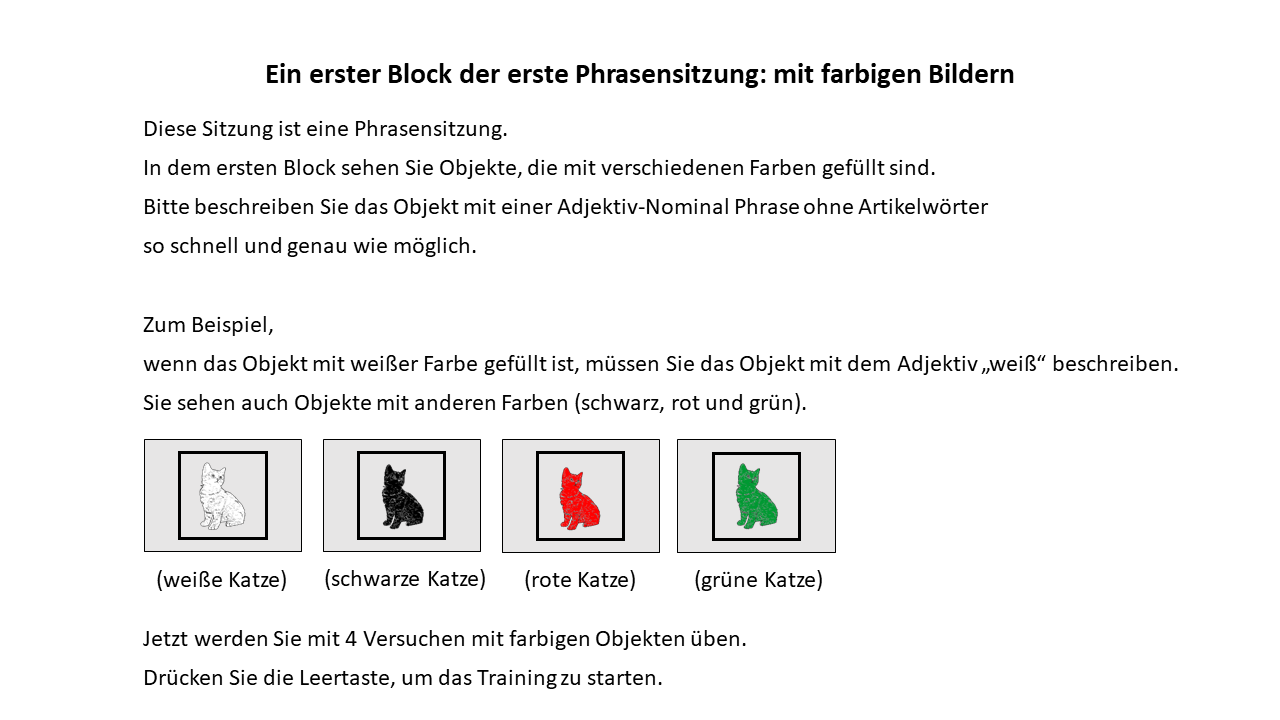 Ein erster Block der erste Phrasensitzung: mit farbigen Bildern
Diese Sitzung ist eine Phrasensitzung.
In dem ersten Block sehen Sie Objekte, die mit verschiedenen Farben gefüllt sind.
Bitte beschreiben Sie das Objekt mit einer Adjektiv-Nominal Phrase ohne Artikelwörter
so schnell und genau wie möglich.
Zum Beispiel,
wenn das Objekt mit weißer Farbe gefüllt ist, müssen Sie das Objekt mit dem Adjektiv „weiß“ beschreiben.
Sie sehen auch Objekte mit anderen Farben (schwarz, rot und grün).
(weiße Katze) (schwarze Katze) (rote Katze) (grüne Katze)
Jetzt werden Sie mit 4 Versuchen mit farbigen Objekten üben.
Drücken Sie die Leertaste, um das Training zu starten.